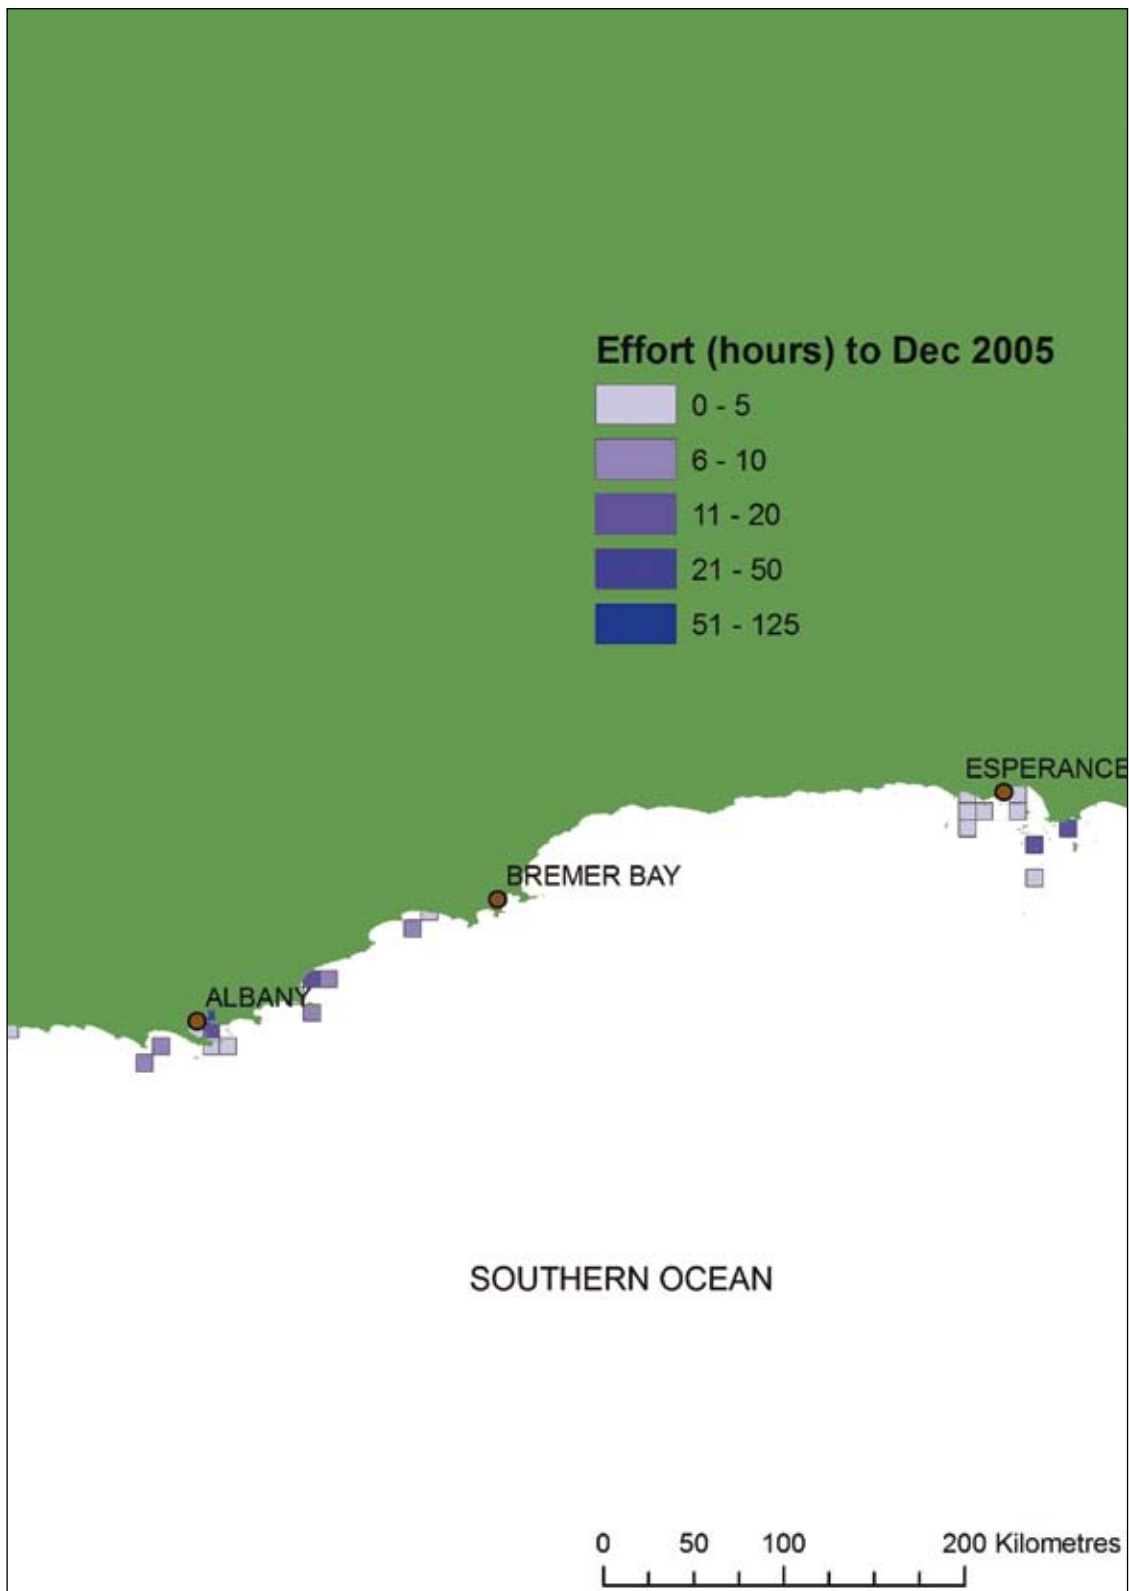 Effort (hours) to Dec 2005
0 - 5
6 - 10
11 - 20
21 - 50
51 - 125
ESPERANCE
BREMER BAY
ALBANY
SOUTHERN OCEAN
0 50 100 200 Kilometres